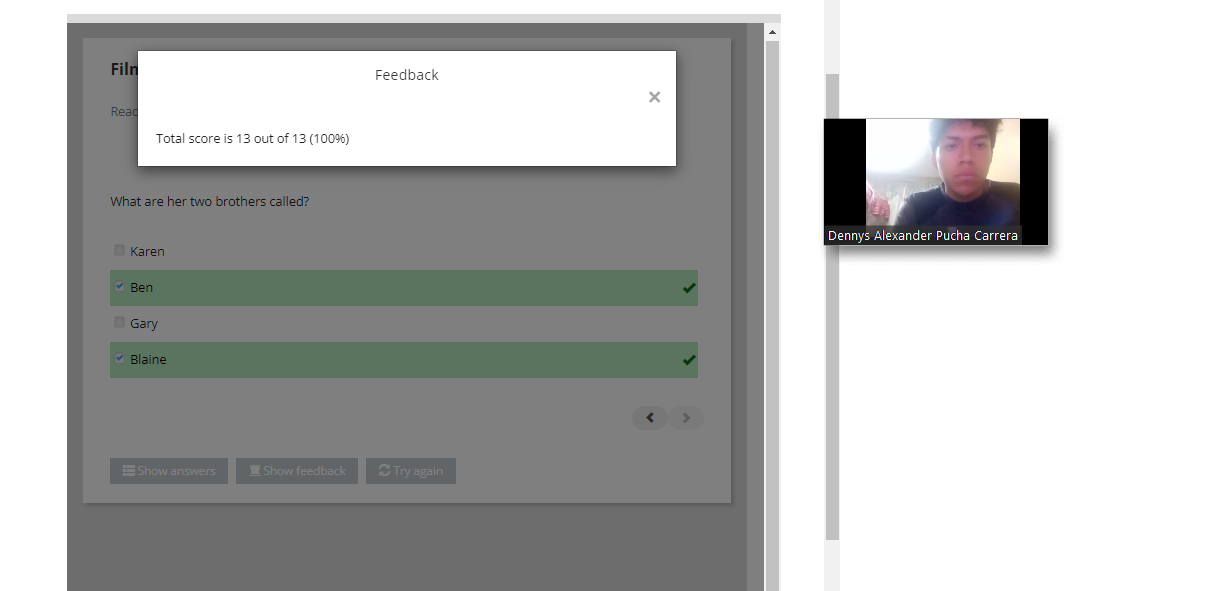 Feedback
Film
Read
Total score is 13 out of 13 (100%)
What are her two brothers called?
Karen
Ben
Gary
Blaine
Show answers Show feedback Try again
Dennys Alexander Pucha Carrera